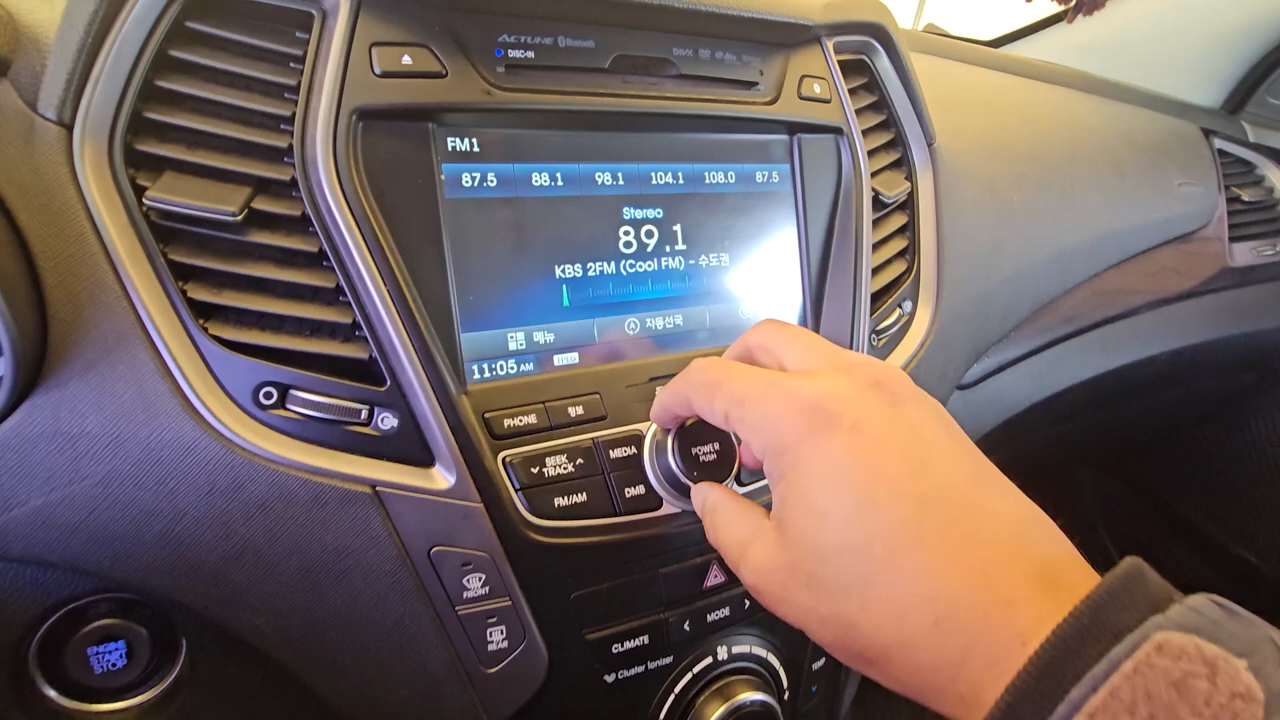 ACTUNE Bluetooth
DISC-IN
DIVX
dts
FM1
87.5 88.1 98.1 104.1 108.0 87.5
Stereo
89.1
KBS 2FM (Cool FM) - 수도권
메뉴 자동선국
11:05 AM TPEG
PHONE 정보
SEEK
TRACK
MEDIA
FM/AM
DMB
POWER
PUSH
FRONT
REAR
ENGINE
START
STOP
MODE
CLIMATE
Cluster Ionizer
TEMP